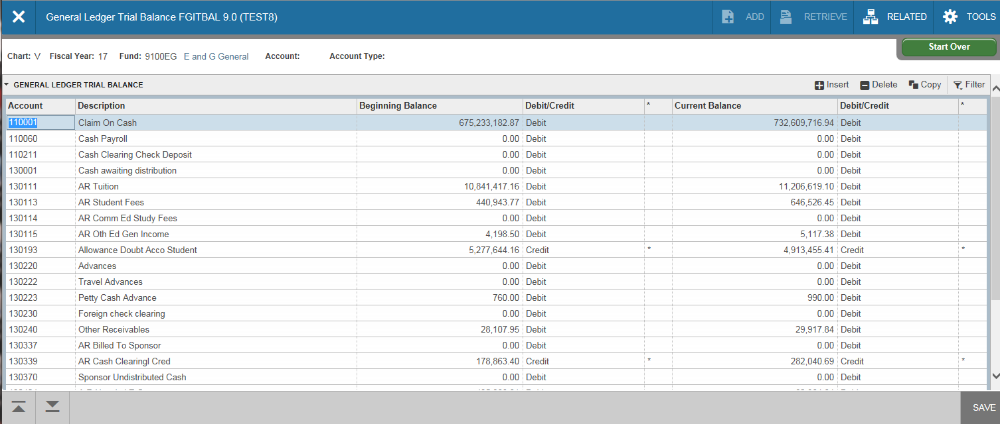 General Ledger Trial Balance FGITBAL 9.0 (TEST8) ADD RETRIEVE RELATED TOOLS
Start Over
Chart: V Fiscal Year: 17 Fund: 9100EG E and G General Account: Account Type:
GENERAL LEDGER TRIAL BALANCE Insert Delete Copy Filter
Account Description Beginning Balance Debit/Credit * Current Balance Debit/Credit *
110001 Claim On Cash 675,233,182.87 Debit 732,609,716.94 Debit
110060 Cash Payroll 0.00 Debit 0.00 Debit
110211 Cash Clearing Check Deposit 0.00 Debit 0.00 Debit
130001 Cash awaiting distribution 0.00 Debit 0.00 Debit
130111 AR Tuition 10,841,417.16 Debit 11,206,619.10 Debit
130113 AR Student Fees 440,943.77 Debit 646,526.45 Debit
130114 AR Comm Ed Study Fees 0.00 Debit 0.00 Debit
130115 AR Oth Ed Gen Income 4,198.50 Debit 5,117.38 Debit
130193 Allowance Doubt Acco Student 5,277,644.16 Credit * 4,913,455.41 Credit *
130220 Advances 0.00 Debit 0.00 Debit
130222 Travel Advances 0.00 Debit 0.00 Debit
130223 Petty Cash Advance 760.00 Debit 990.00 Debit
130230 Foreign check clearing 0.00 Debit 0.00 Debit
130240 Other Receivables 28,107.95 Debit 29,917.84 Debit
130337 AR Billed To Sponsor 0.00 Debit 0.00 Debit
130339 AR Cash Clearingl Cred 178,863.40 Credit * 282,040.69 Credit *
130370 Sponsor Undistributed Cash 0.00 Debit 0.00 Debit
SAVE